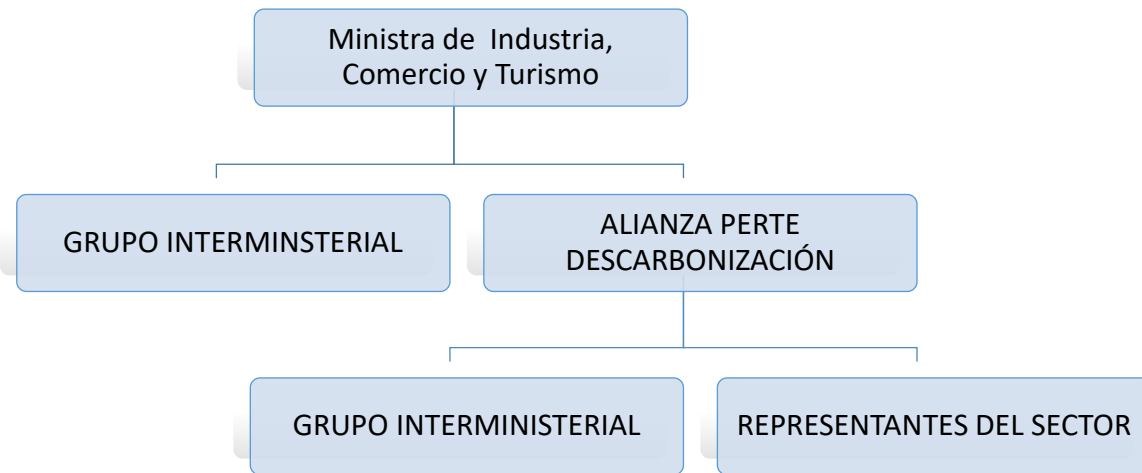 Ministra de Industria,
Comercio y Turismo
GRUPO INTERMINSTERIAL
ALIANZA PERTE
DESCARBONIZACIÓN
GRUPO INTERMINISTERIAL
REPRESENTANTES DEL SECTOR